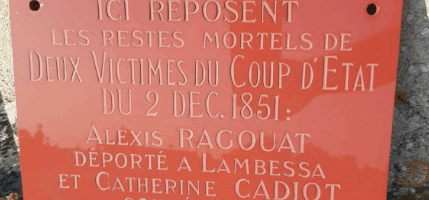 ICI REPOSENT
LES RESTES MORTELS DE
DEUX VICTIMES DU COUP D'ETAT
DU 2 DEC. 1851:
ALEXIS RAGOUAT
DÉPORTÉ A LAMBESSA
ET CATHERINE CADIOT